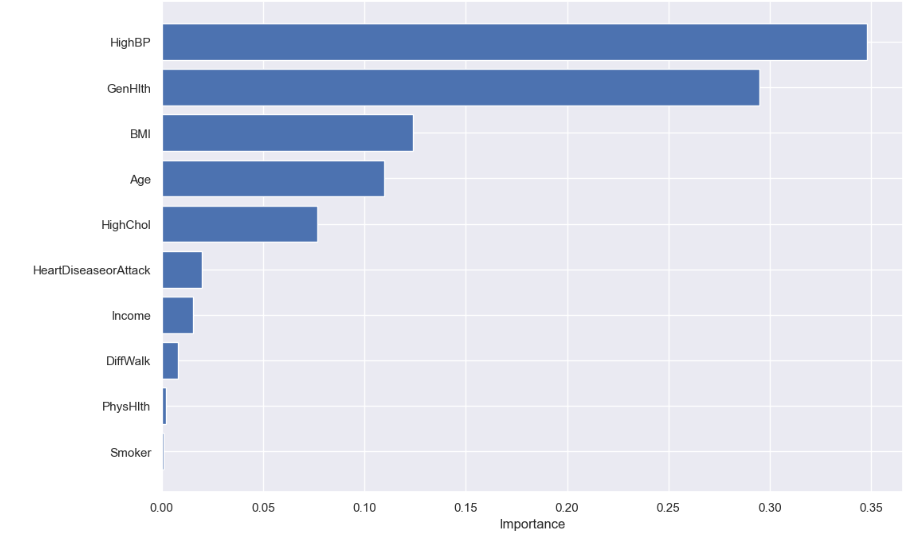 HighBP
GenHlth
BMI
Age
HighChol
HeartDiseaseorAttack
Income
DiffWalk
PhysHlth
Smoker
0.00 0.05 0.10 0.15 0.20 0.25 0.30 0.35
Importance